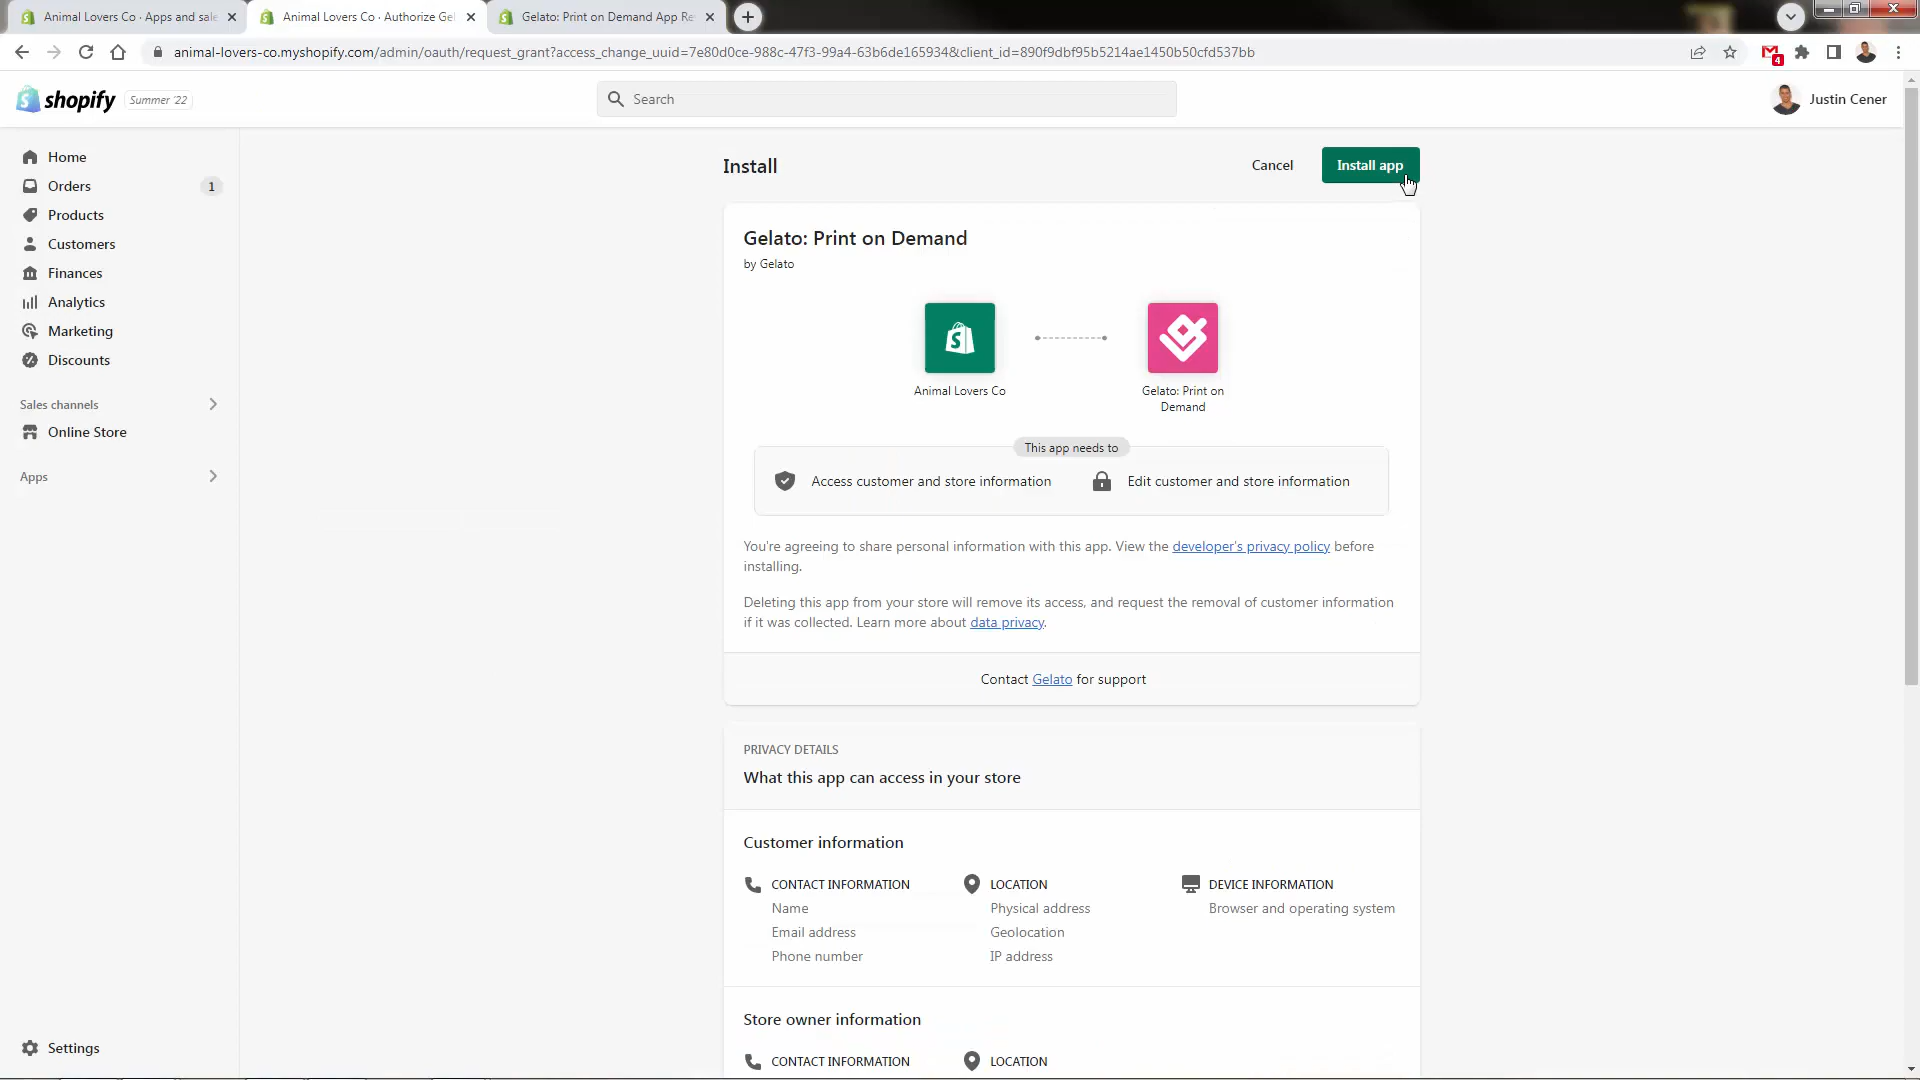 Animal Lovers Co · Apps and sale
Animal Lovers Co · Authorize Gel
Gelato: Print on Demand App Re
animal-lovers-co.myshopify.com/admin/oauth/request_grant?access_change_uuid=7e80d0ce-988c-47f3-99a4-63b6de165934&client_id=890f9dbf95b5214ae1450b50cfd537bb
4
shopify
Summer '22
Search
Justin Cener
Home
Orders
1
Products
Customers
Finances
Analytics
Marketing
Discounts
Sales channels
Online Store
Apps
Settings
Install
Cancel
Install app
Gelato: Print on Demand
by Gelato
Animal Lovers Co
Gelato: Print on
Demand
This app needs to
Access customer and store information
Edit customer and store information
You're agreeing to share personal information with this app. View the developer's privacy policy before
installing.
Deleting this app from your store will remove its access, and request the removal of customer information
if it was collected. Learn more about data privacy.
Contact Gelato for support
PRIVACY DETAILS
What this app can access in your store
Customer information
CONTACT INFORMATION
Name
Email address
Phone number
LOCATION
Physical address
Geolocation
IP address
DEVICE INFORMATION
Browser and operating system
Store owner information
CONTACT INFORMATION
LOCATION